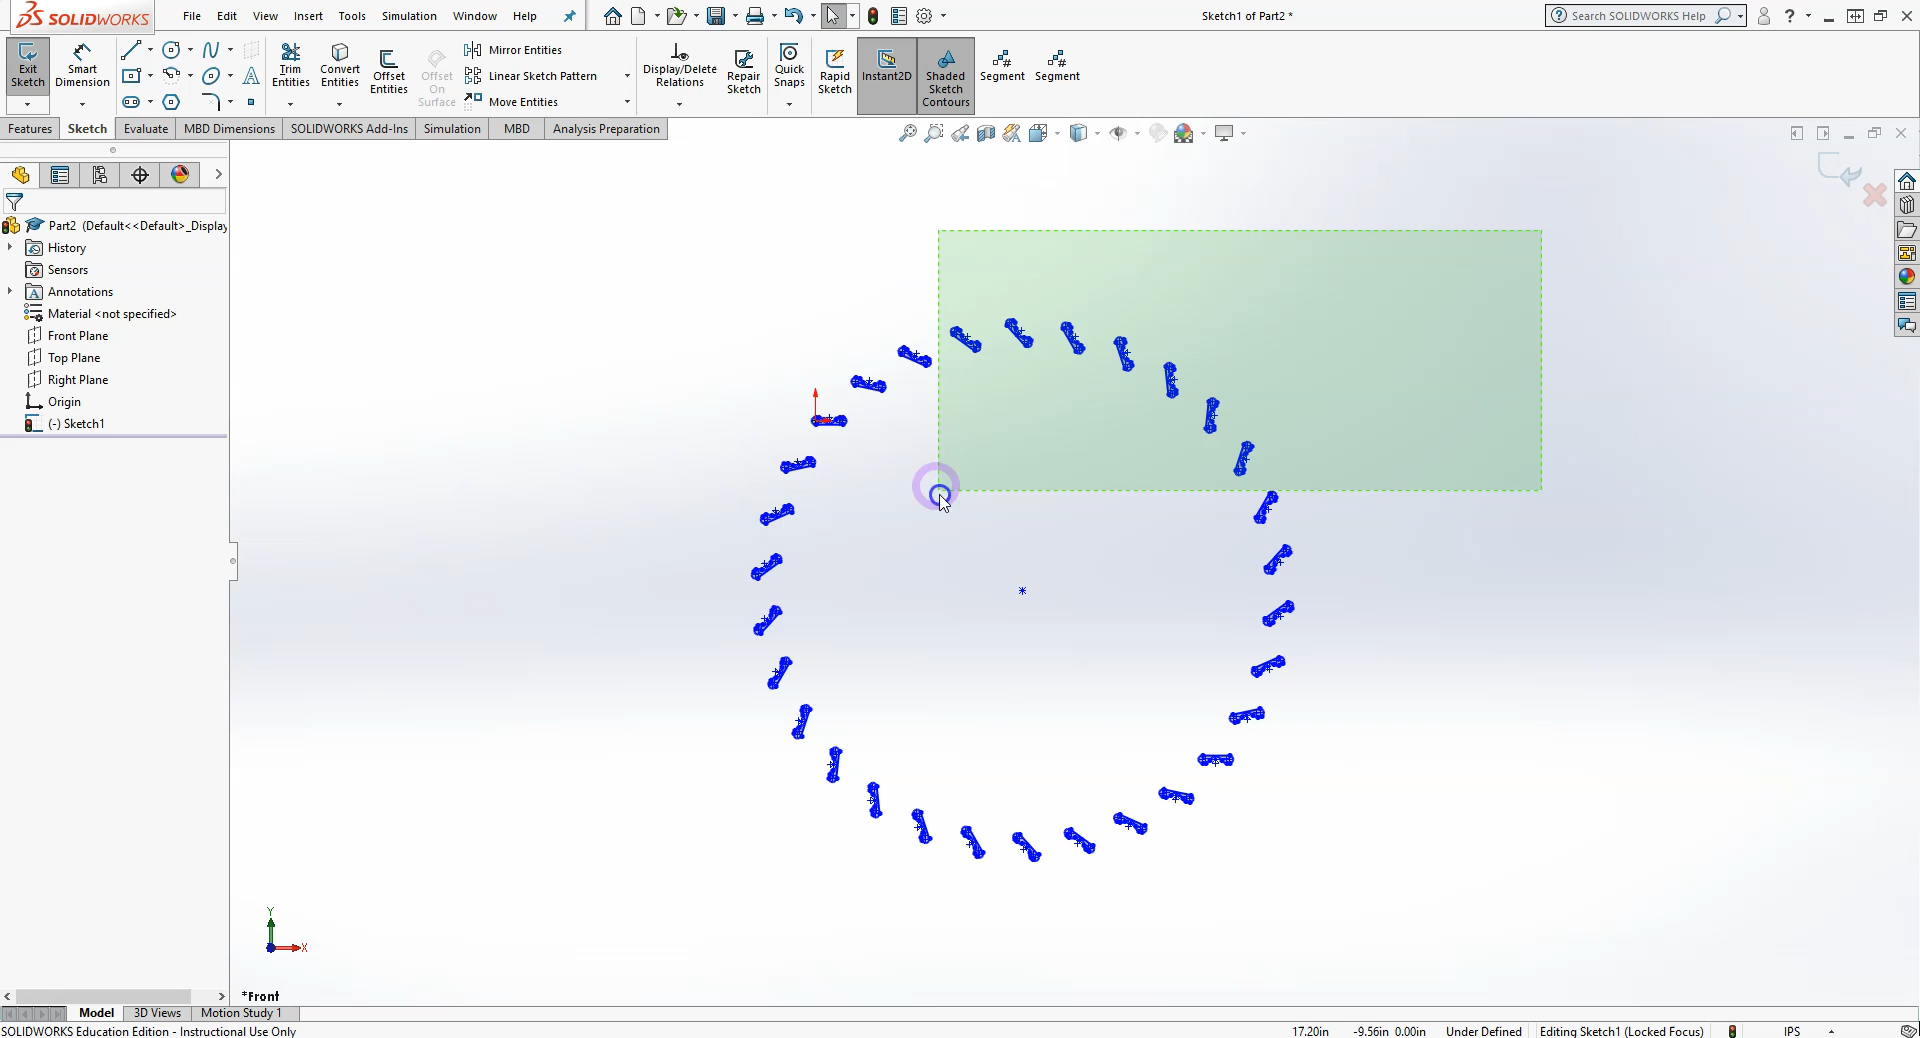 SOLIDWORKS
File Edit View Insert Tools Simulation Window Help
Sketch1 of Part2 *
Search SOLIDWORKS Help
Exit Sketch
Smart Dimension
Trim Entities
Convert Entities
Offset Entities
Offset On Surface
Mirror Entities
Linear Sketch Pattern
Move Entities
Display/Delete Relations
Repair Sketch
Quick Snaps
Rapid Sketch
Instant2D
Shaded Sketch Contours
Segment
Segment
Features Sketch Evaluate MBD Dimensions SOLIDWORKS Add-Ins Simulation MBD Analysis Preparation
Part2 (Default<<Default>_Display
History
Sensors
Annotations
Material <not specified>
Front Plane
Top Plane
Right Plane
Origin
(-) Sketch1
Y
X
*Front
Model 3D Views Motion Study 1
SOLIDWORKS Education Edition - Instructional Use Only
17.20in -9.56in 0.00in Under Defined Editing Sketch1 (Locked Focus) IPS